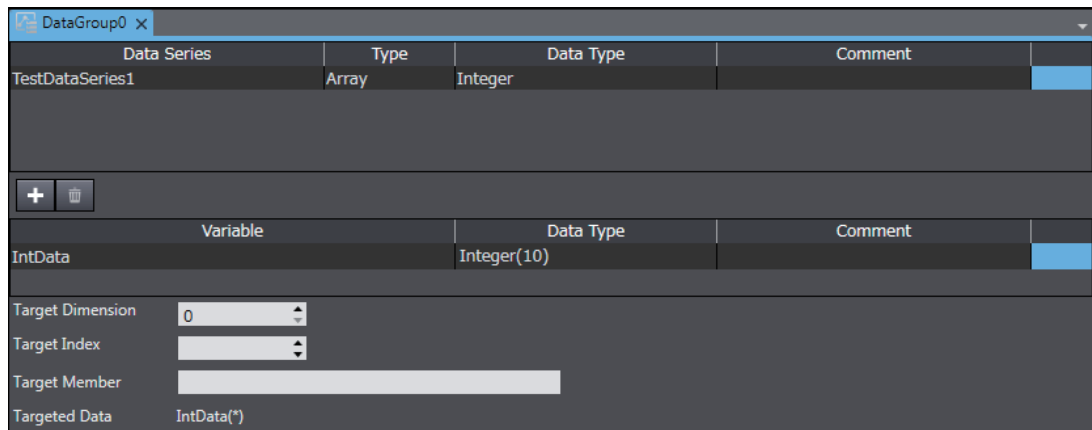 DataGroup0
Data Series Type Data Type Comment
TestDataSeries1 Array Integer
Variable Data Type Comment
IntData Integer(10)
Target Dimension 0
Target Index
Target Member
Targeted Data IntData(*)